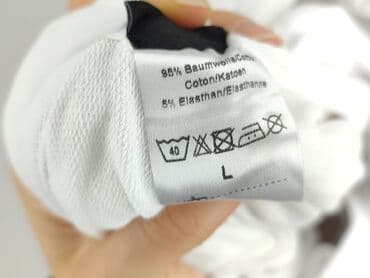 95% Baumwolle/Cotton
Coton/Katoen
5% Elasthan/Elasthanne
40
L